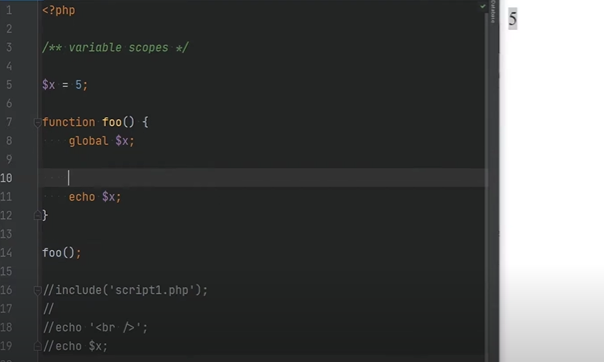 1 <?php
2
3 /** variable scopes */
4
5 $x = 5;
6
7 function foo() {
8 global $x;
9
10
11 echo $x;
12 }
13
14 foo();
15
16 //include('script1.php');
17 //
18 //echo '<br />';
19 //echo $x;
Database
5